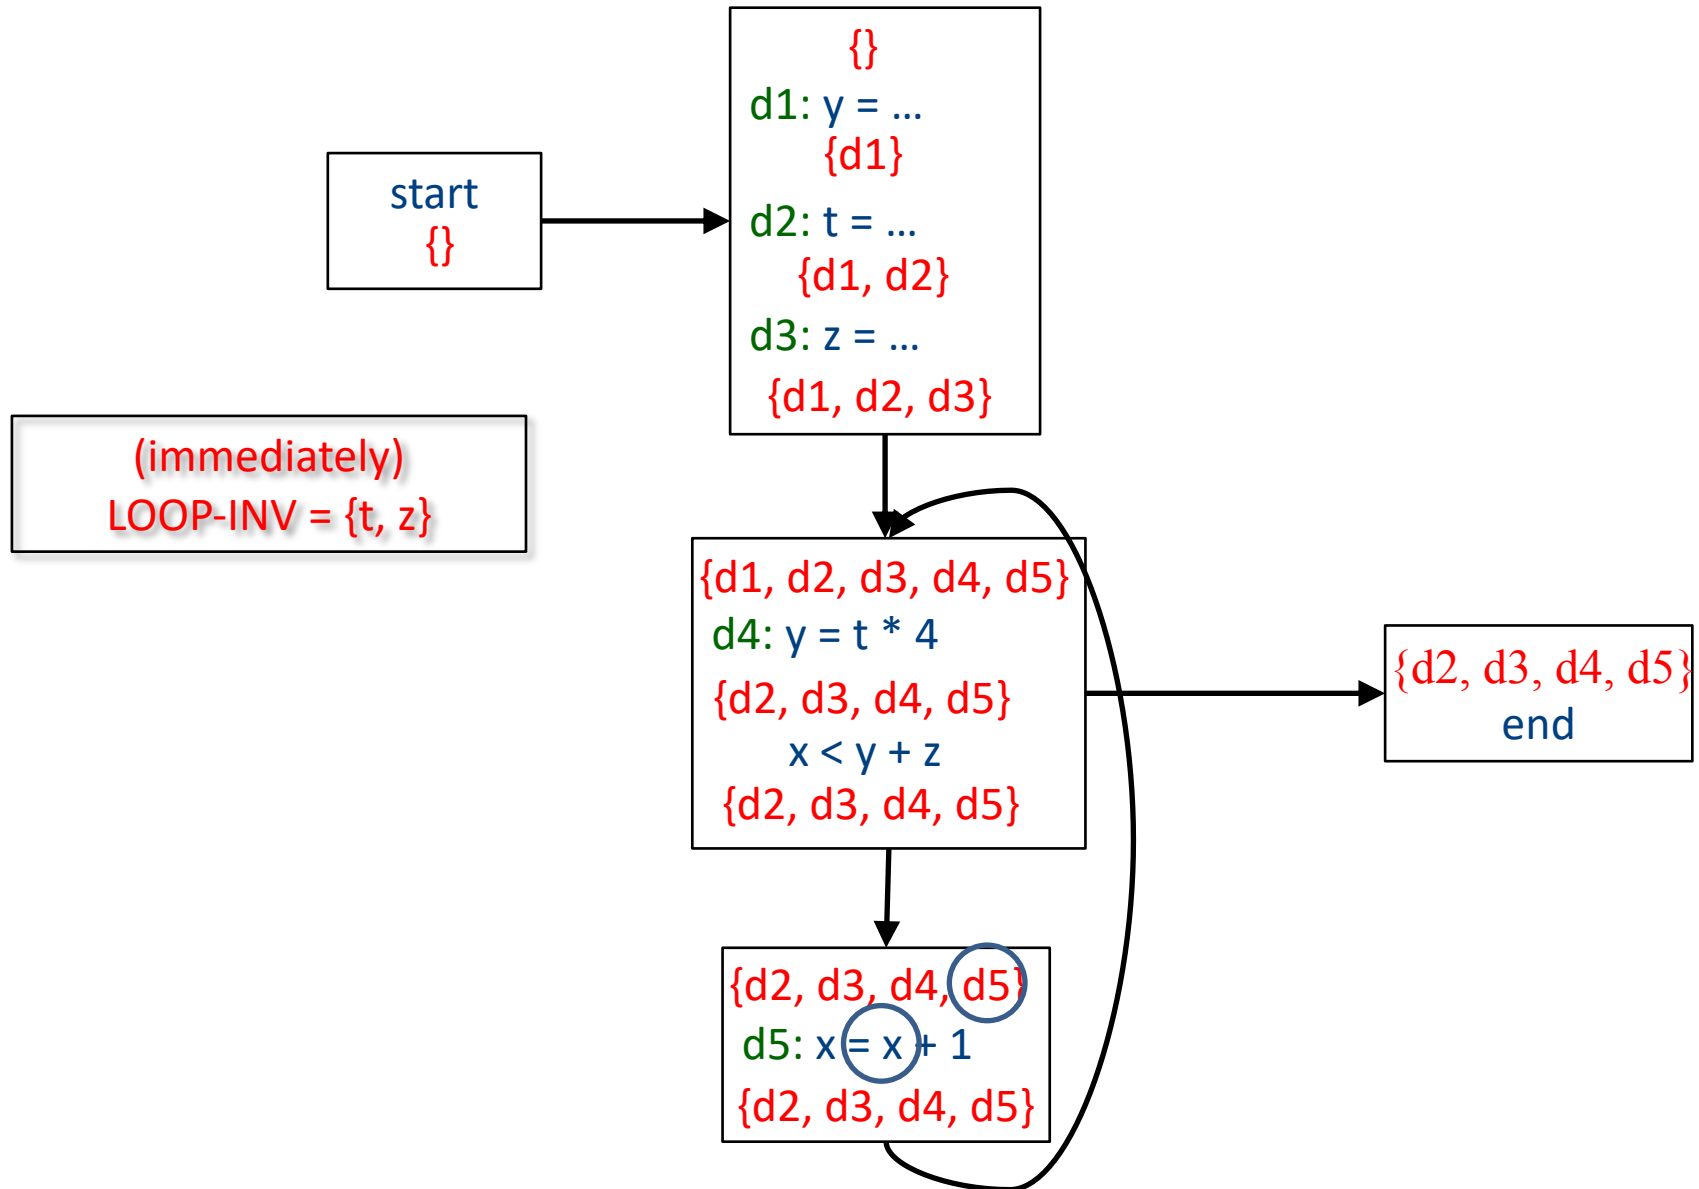 start
{}
{}
d1: y = ...
{d1}
d2: t = ...
{d1, d2}
d3: z = ...
{d1, d2, d3}
(immediately)
LOOP-INV = {t, z}
{d1, d2, d3, d4, d5}
d4: y = t * 4
{d2, d3, d4, d5}
x < y + z
{d2, d3, d4, d5}
{d2, d3, d4, d5}
end
{d2, d3, d4, d5}
d5: x = x + 1
{d2, d3, d4, d5}